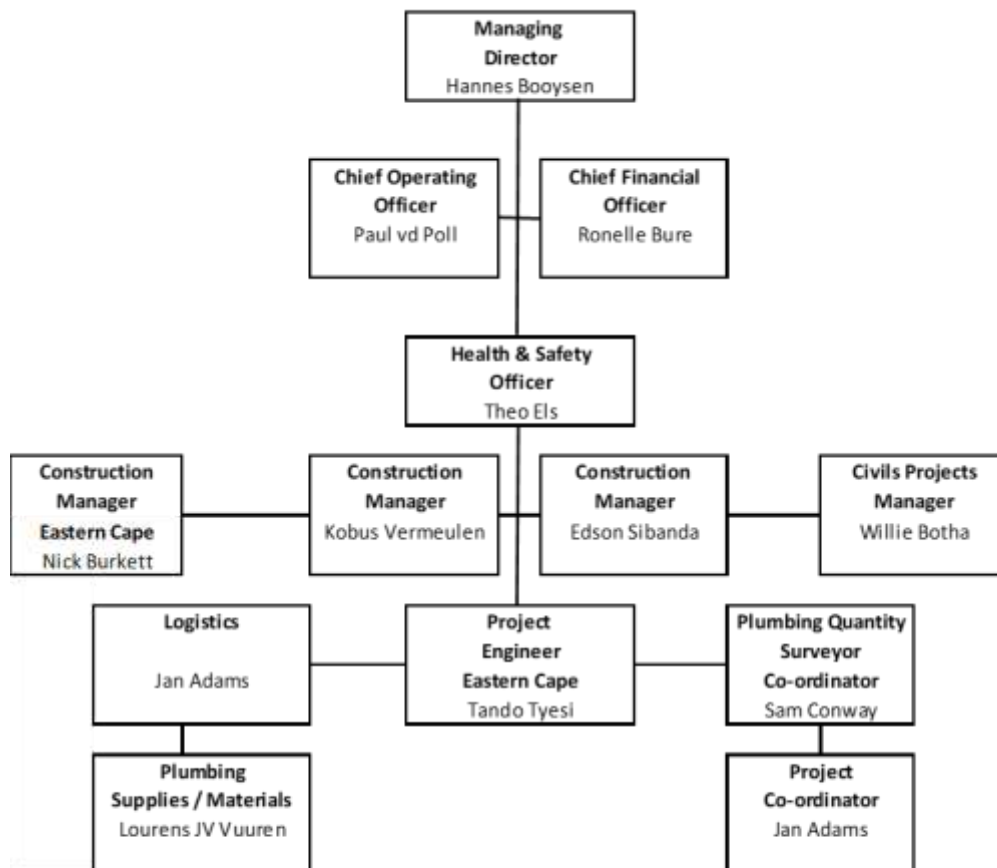 Managing
Director
Hannes Booysen
Chief Operating
Officer
Paul vd Poll
Chief Financial
Officer
Ronelle Bure
Health & Safety
Officer
Theo Els
Construction
Manager
Eastern Cape
Nick Burkett
Construction
Manager
Kobus Vermeulen
Construction
Manager
Edson Sibanda
Civils Projects
Manager
Willie Botha
Logistics
Jan Adams
Project
Engineer
Eastern Cape
Tando Tyesi
Plumbing Quantity
Surveyor
Co-ordinator
Sam Conway
Plumbing
Supplies / Materials
Lourens JV Vuuren
Project
Co-ordinator
Jan Adams